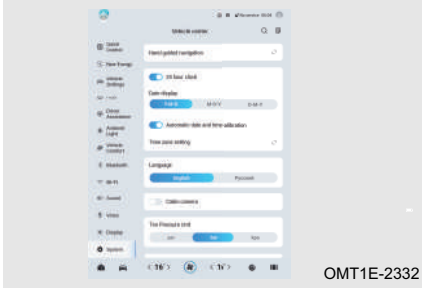 Vehicle center
Quick Control
Hand-guided navigation
New Energy
24 hour clock
Vehicle Settings
Date display
M-D-Y
D-M-Y
Driver Assistance
Ambient Light
Automatic date and time calibration
Vehicle Comfort
Time zone setting
Bluetooth
Language
Wi-Fi
English
Русский
Sound
Cabin camera
Voice
Tire Pressure Unit
Display
bar
kpa
System
OMT1E-2332